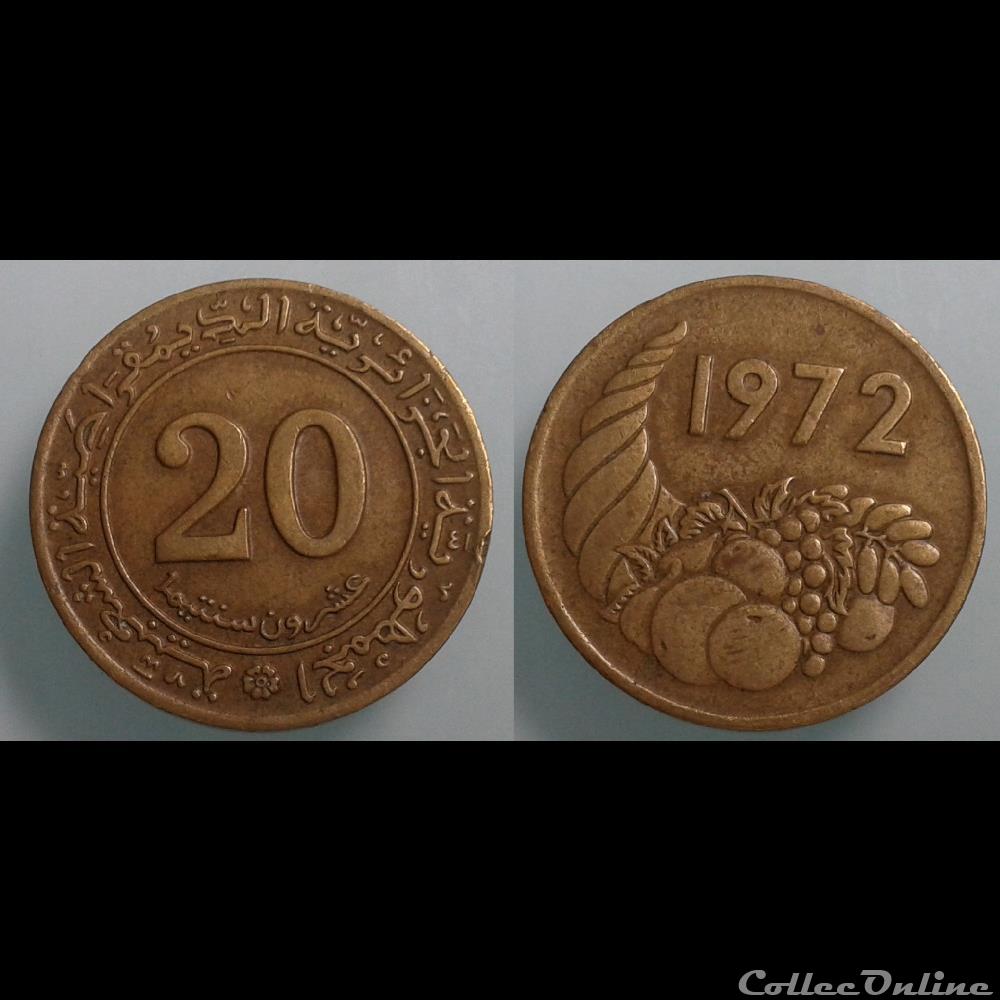 الجمهورية الجزائرية الديمقراطية الشعبية
20
عشرون سنتيما
1972
CollecOnline